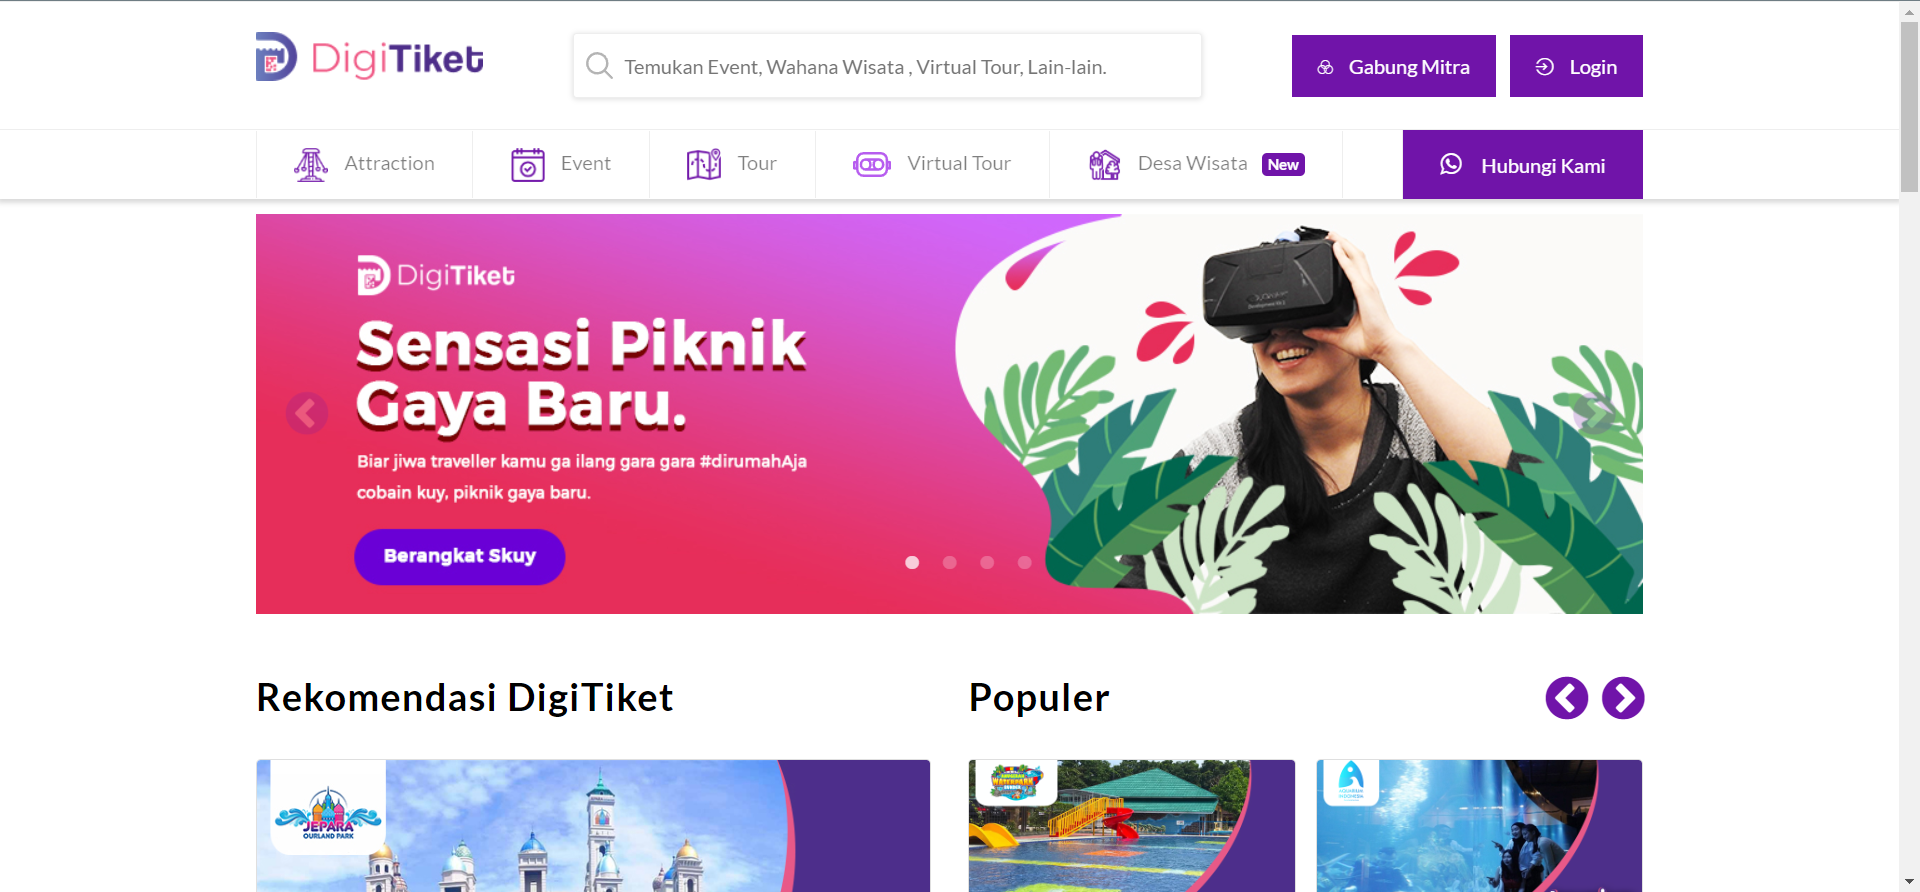 DigiTiket
Temukan Event, Wahana Wisata , Virtual Tour, Lain-lain.
Gabung Mitra
Login
Attraction
Event
Tour
Virtual Tour
Desa Wisata New
Hubungi Kami
DigiTiket
Sensasi Piknik
Gaya Baru.
Biar jiwa traveller kamu ga ilang gara gara #dirumahAja
cobain kuy, piknik gaya baru.
Berangkat Skuy
Rekomendasi DigiTiket
Populer
JEPARA
OURLAND PARK
WATERPARK